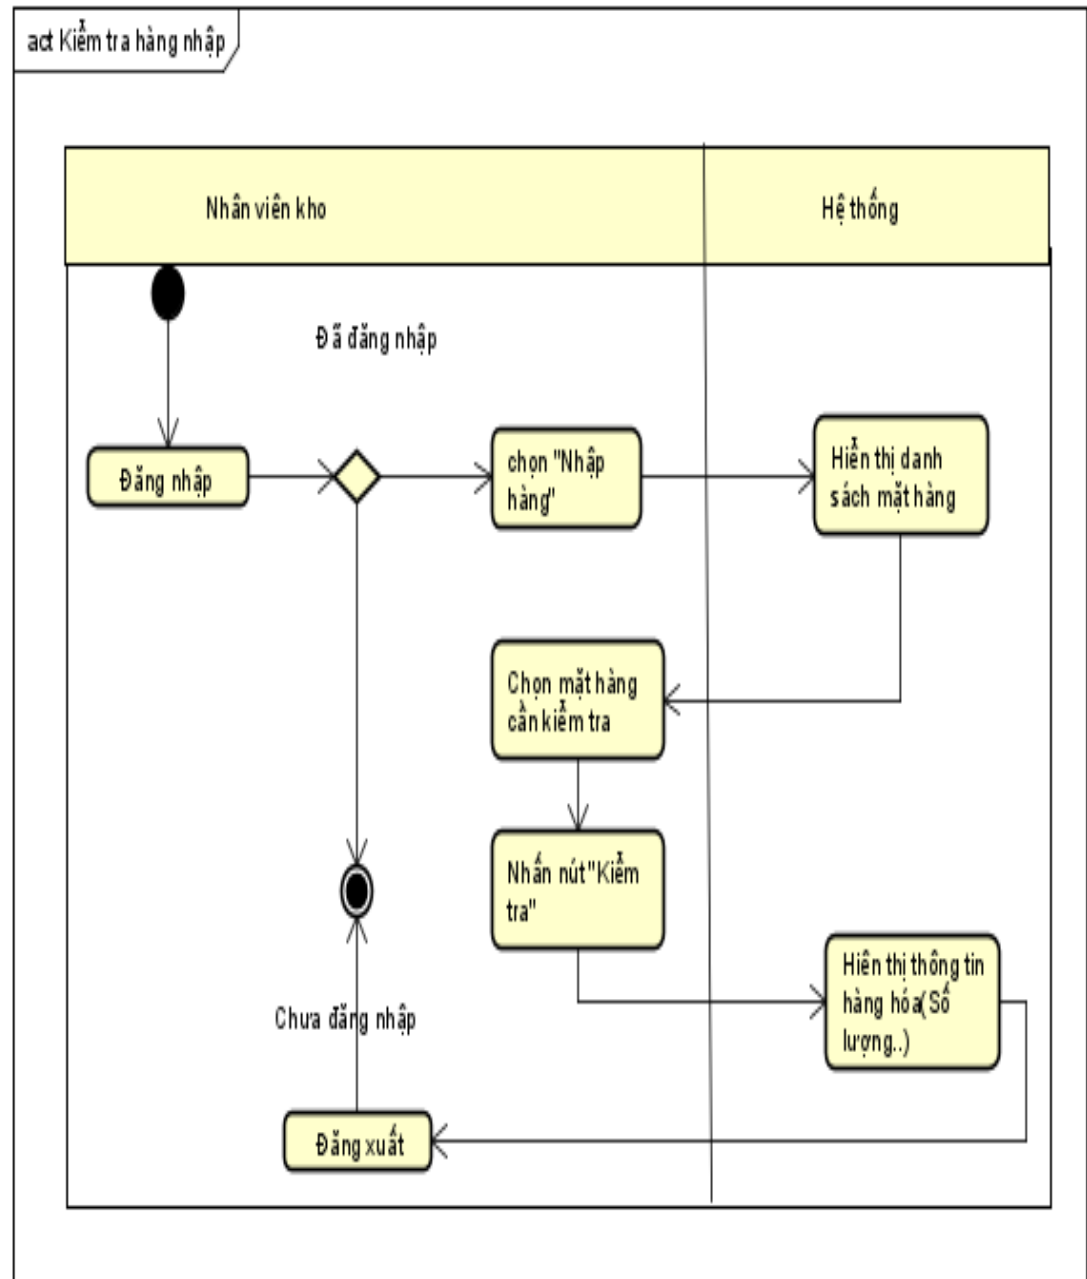 act Kiểm tra hàng nhập
Nhân viên kho
Hệ thống
Đã đăng nhập
Đăng nhập
chọn "Nhập
hàng"
Hiển thị danh
sách mặt hàng
Chọn mặt hàng
cần kiểm tra
Nhấn nút "Kiểm
tra"
Hiển thị thông tin
hàng hóa(Số
lượng..)
Chưa đăng nhập
Đăng xuất